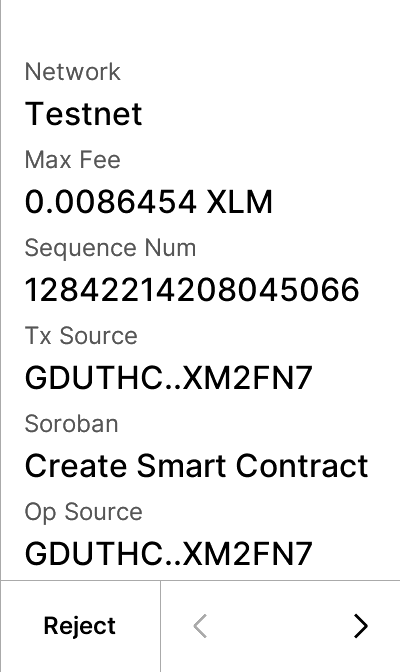 Network
Testnet
Max Fee
0.0086454 XLM
Sequence Num
12842214208045066
Tx Source
GDUTHC..XM2FN7
Soroban
Create Smart Contract
Op Source
GDUTHC..XM2FN7
Reject